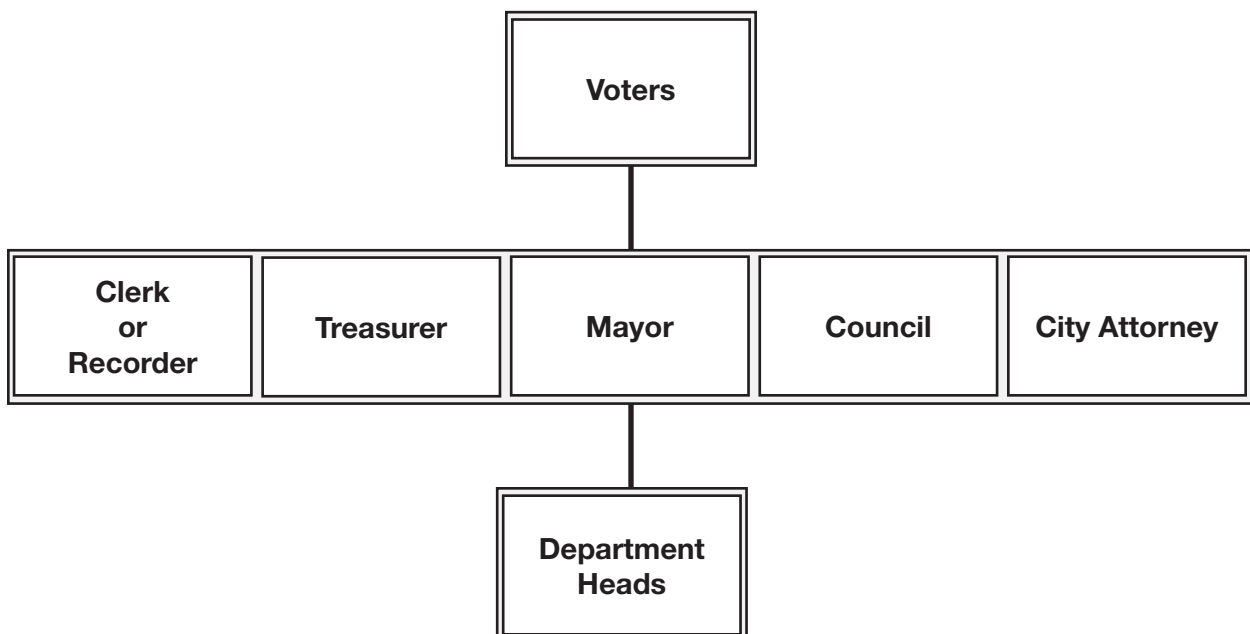 Voters
Clerk
or
Recorder
Treasurer
Mayor
Council
City Attorney
Department
Heads